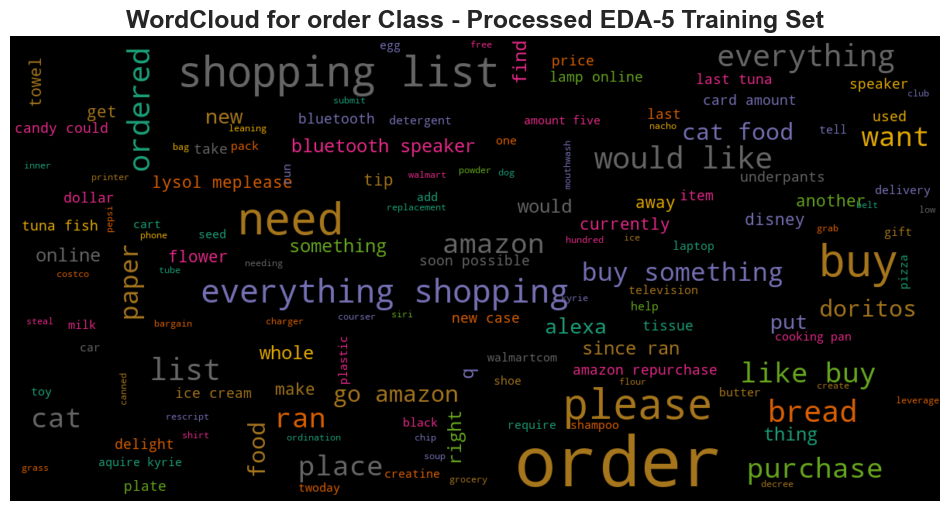 WordCloud for order Class - Processed EDA-5 Training Set
egg
free
find
everything
shopping list
ordered
towel
price
lamp online
last tuna
speaker
club
submit
card amount
get
new
bluetooth
detergent
amount five
last
nacho
used
candy could
leaning
tell
cat food
want
take
bag
pack
bluetooth speaker
one
mouthwash
would like
inner
run
lysol meplease
tip
powder
dog
walmart
underpants
printer
dollar
add
replacement
would
away
item
another
delivery
belt
low
tuna fish
pepsi
cart
seed
need
currently
disney
grab
phone
something
amazon
hundred
ice
laptop
gift
online
paper
flower
needing
soon possible
buy something
buy
pizza
costco
tube
everything shopping
kyrie
television
steal
milk
bargain
charger
courser
siri
new case
help
doritos
alexa
tissue
put
cooking pan
car
whole
plastic
since ran
list
walmartcom
q
amazon repurchase
like buy
toy
canned
ice cream
make
go amazon
shoe
flour
butter
create
leverage
cat
rescript
ran
black
right
please
bread
shirt
ordination
chip
require
shampoo
thing
delight
food
soup
order
aquire kyrie
grass
place
creatine
grocery
purchase
plate
twoday
decree